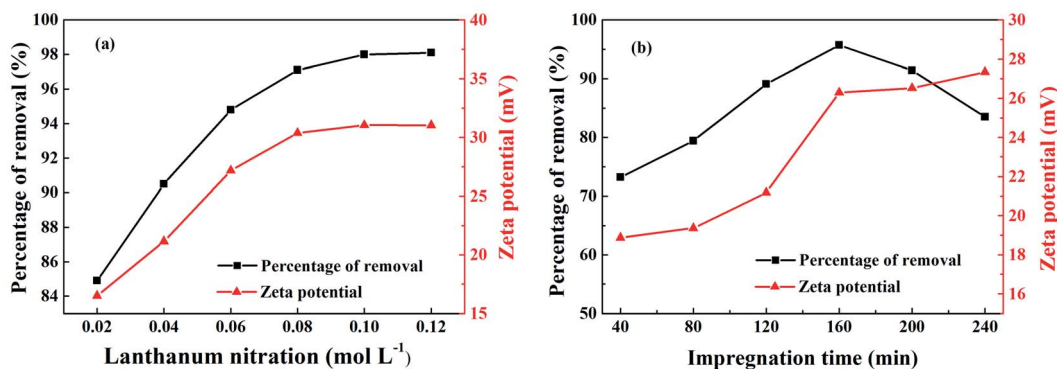 (a)
Percentage of removal (%)
100
98
96
94
92
90
88
86
84
Percentage of removal
Zeta potential
40
35
30
25
20
15
Zeta potential (mV)
0.02 0.04 0.06 0.08 0.10 0.12
Lanthanum nitration (mol L⁻¹)
(b)
Percentage of removal (%)
100
90
80
70
60
50
Percentage of removal
Zeta potential
30
28
26
24
22
20
18
16
Zeta potential (mV)
40 80 120 160 200 240
Impregnation time (min)